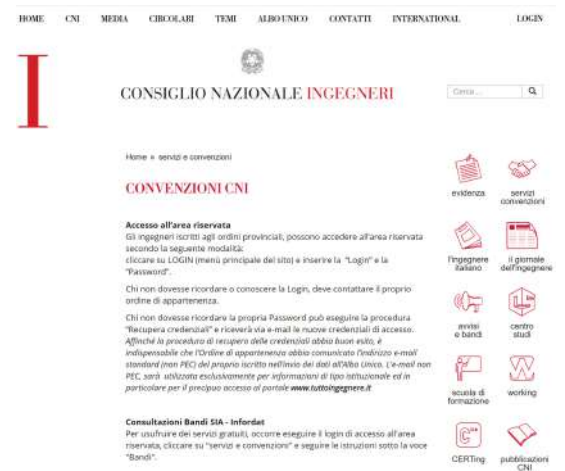 HOME CNI MEDIA CIRCOLARI TEMI ALBO UNICO CONTATTI INTERNATIONAL LOGIN
I
CONSIGLIO NAZIONALE INGEGNERI
Cerca ...
Home » servizi e convenzioni
CONVENZIONI CNI
Accesso all'area riservata
Gli ingegneri iscritti agli ordini provinciali, possono accedere all'area riservata
secondo la seguente modalità:
cliccare su LOGIN (menù principale del sito) e inserire la "Login" e la
"Password".
Chi non dovesse ricordare o conoscere la Login, deve contattare il proprio
ordine di appartenenza.
Chi non dovesse ricordare la propria Password può eseguire la procedura
"Recupera credenziali" e riceverà via e-mail le nuove credenziali di accesso.
Affinché la procedura di recupero delle credenziali abbia buon esito, è
indispensabile che l'Ordine di appartenenza abbia comunicato l'indirizzo e-mail
standard (non PEC) del proprio iscritto nell'invio dei dati all'Albo Unico. L'e-mail non
PEC, sarà utilizzata esclusivamente per informazioni di tipo istituzionale ed in
particolare per il precipuo accesso al portale www.tuttoingegnere.it
Consultazioni Bandi SIA - Infordat
Per usufruire dei servizi gratuiti, occorre eseguire il login di accesso all'area
riservata, cliccare su "servizi e convenzioni" e seguire le istruzioni sotto la voce
"Bandi".
evidenza
servizi
convenzioni
l'ingegnere
italiano
il giornale
dell'ingegnere
avvisi
e bandi
centro
studi
scuola di
formazione
working
CERTing
pubblicazioni
CNI